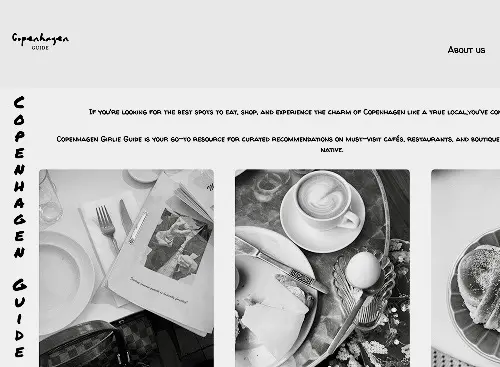 Copenhagen
GUIDE
About us
If you're looking for the best spots to eat, shop, and experience the charm of Copenhagen like a true local,you've co
Copenhagen Girlie Guide is your go-to resource for curated recommendations on must-visit cafés, restaurants, and boutique
native.
Copenhagen Guide